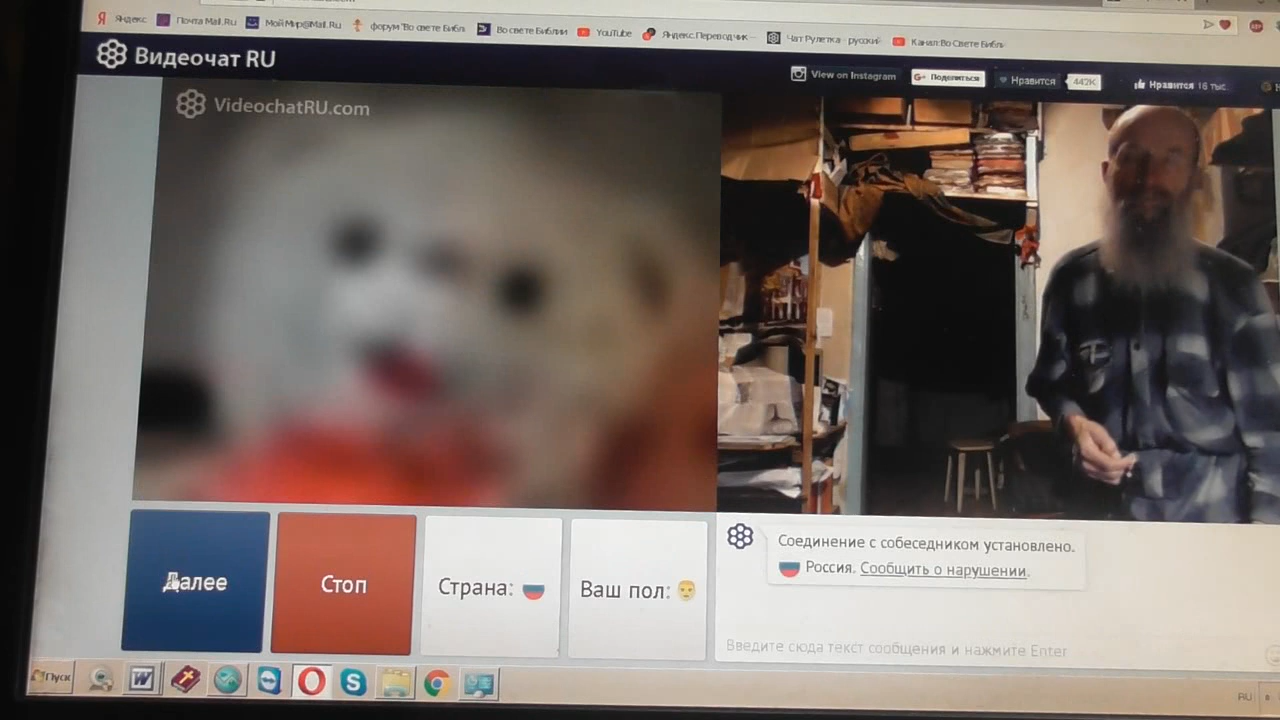 Яндекс Почта Mail.Ru Мой Мир@Mail.Ru форум "Во свете Библи Во свете Библии YouTube Яндекс.Переводчик — Чат Рулетка - русский Канал Во Свете Библ
Видеочат RU
View on Instagram G+ Поделиться Нравится 442K Нравится 16 тыс.
VideochatRU.com
Далее
Стоп
Страна:
Ваш пол:
Соединение с собеседником установлено.
Россия. Сообщить о нарушении.
Введите сюда текст сообщения и нажмите Enter
Пуск
RU